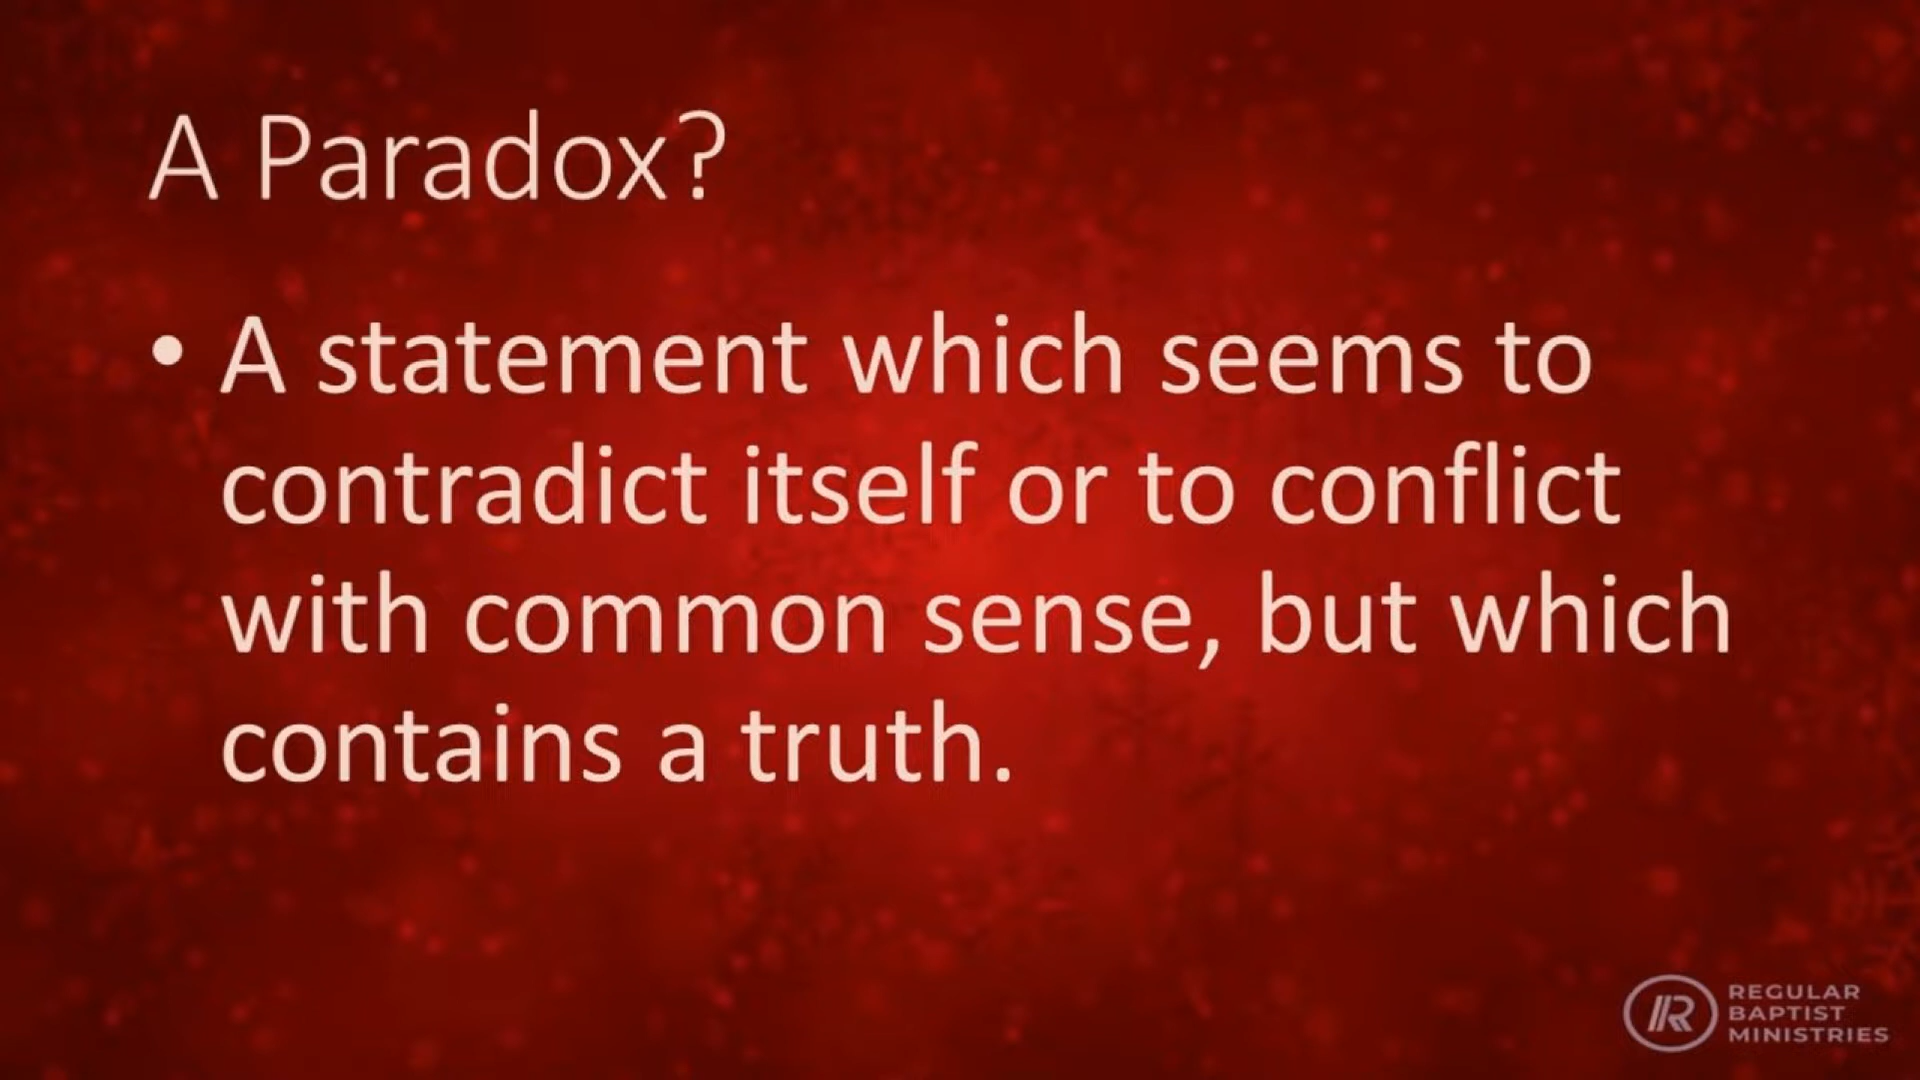 A Paradox?
• A statement which seems to
contradict itself or to conflict
with common sense, but which
contains a truth.
REGULAR
BAPTIST
MINISTRIES